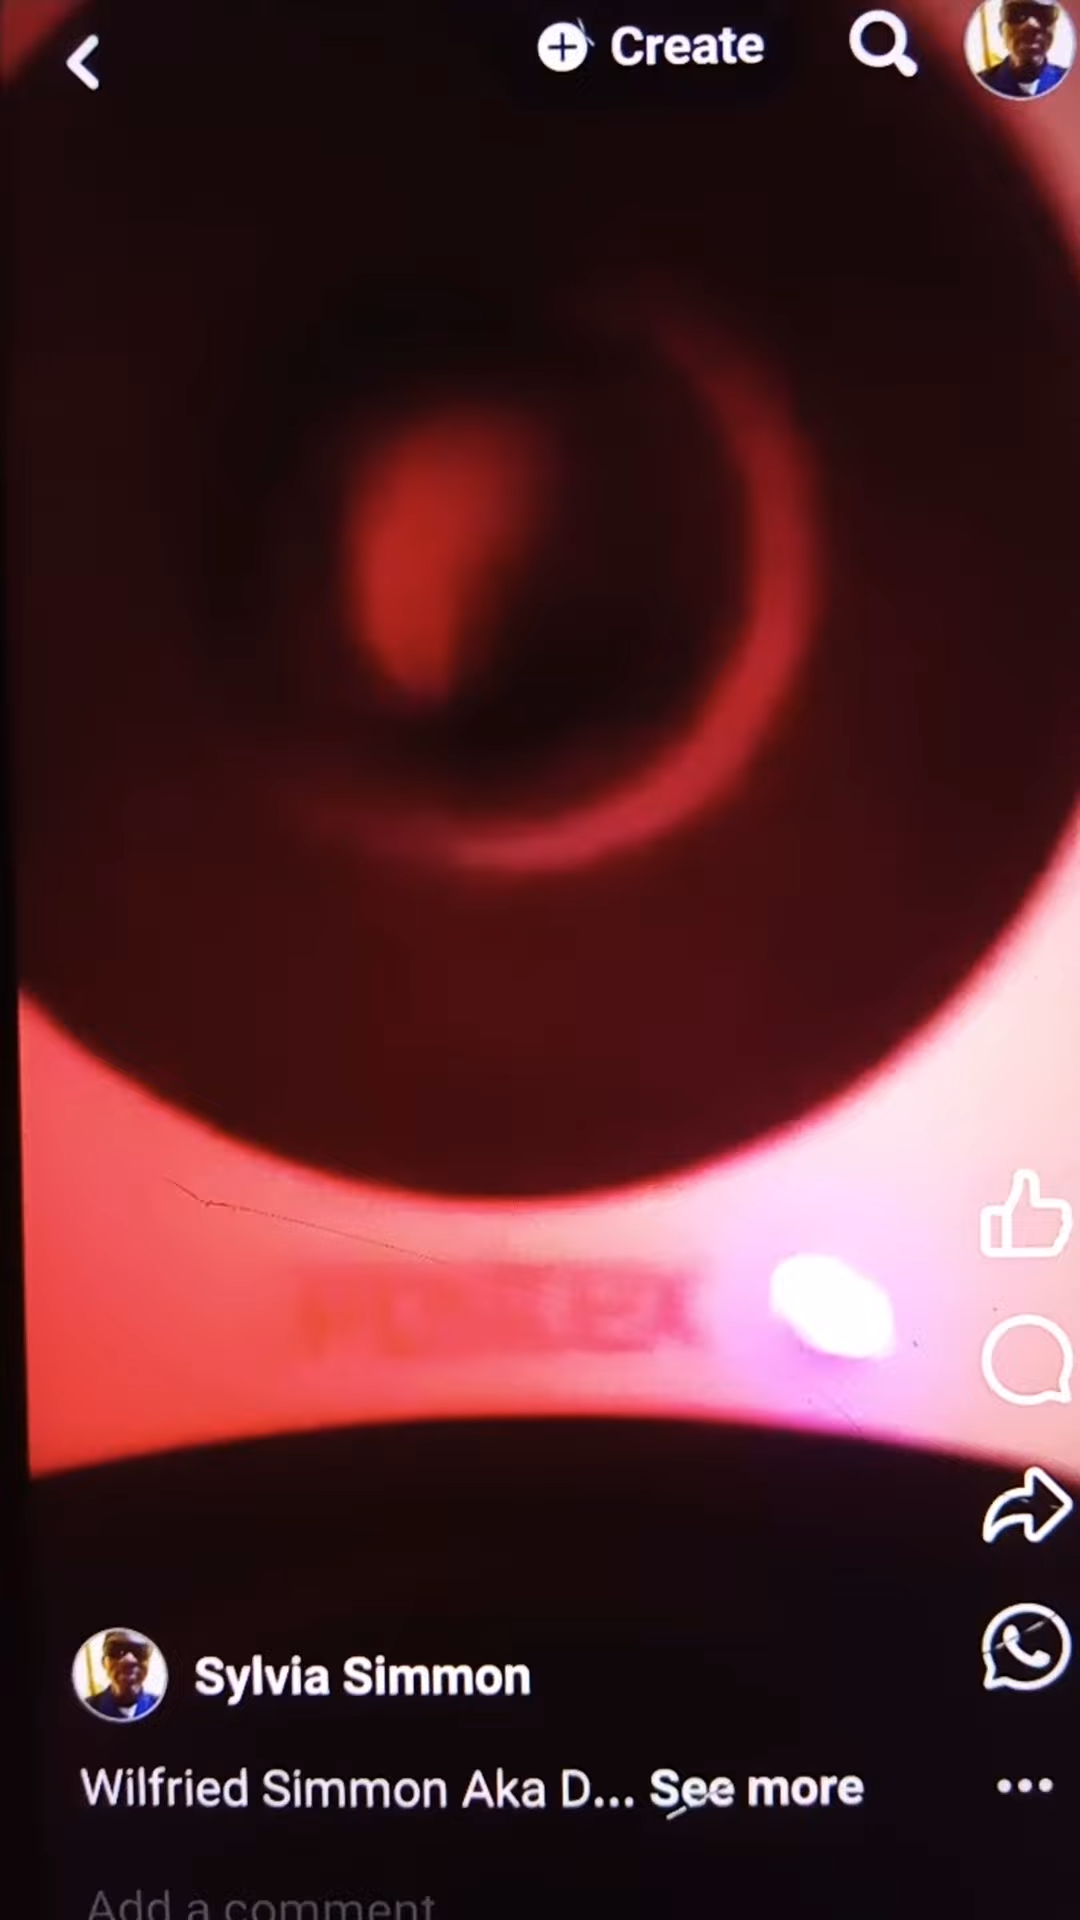 Create
Sylvia Simmon
Wilfried Simmon Aka D... See more
Add a comment